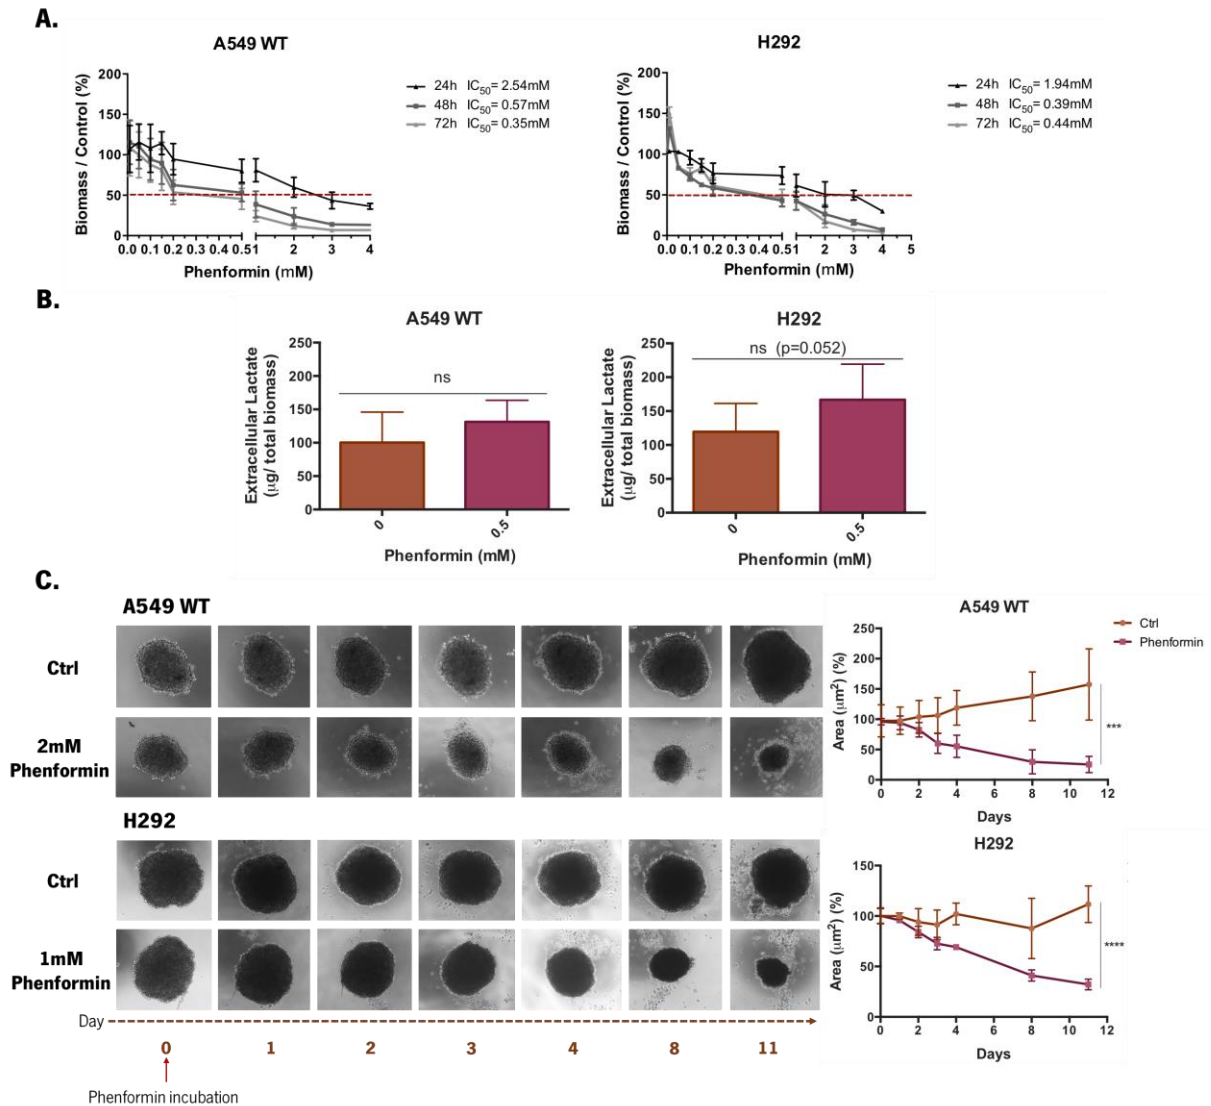 A.
A549 WT
200
150
100
50
0
0.0 0.1 0.2 0.3 0.4 0.5 1 2 3 4
Biomass / Control (%)
Phenformin (mM)
24h IC50= 2.54mM
48h IC50= 0.57mM
72h IC50= 0.35mM
H292
200
150
100
50
0
0.0 0.1 0.2 0.3 0.4 0.5 1 2 3 4 5
Biomass / Control (%)
Phenformin (mM)
24h IC50= 1.94mM
48h IC50= 0.39mM
72h IC50= 0.44mM
B.
A549 WT
ns
250
200
150
100
50
0
Extracellular Lactate
(μg/ total biomass)
0 0.5
Phenformin (mM)
H292
ns (p=0.052)
250
200
150
100
50
0
Extracellular Lactate
(μg/ total biomass)
0 0.5
Phenformin (mM)
C.
A549 WT
Ctrl
2mM
Phenformin
H292
Ctrl
1mM
Phenformin
Day
0 1 2 3 4 8 11
Phenformin incubation
A549 WT
Ctrl
Phenformin
250
200
150
100
50
0
Area (μm²) (%)
***
0 2 4 6 8 10 12
Days
H292
150
100
50
0
Area (μm²) (%)
****
0 2 4 6 8 10 12
Days